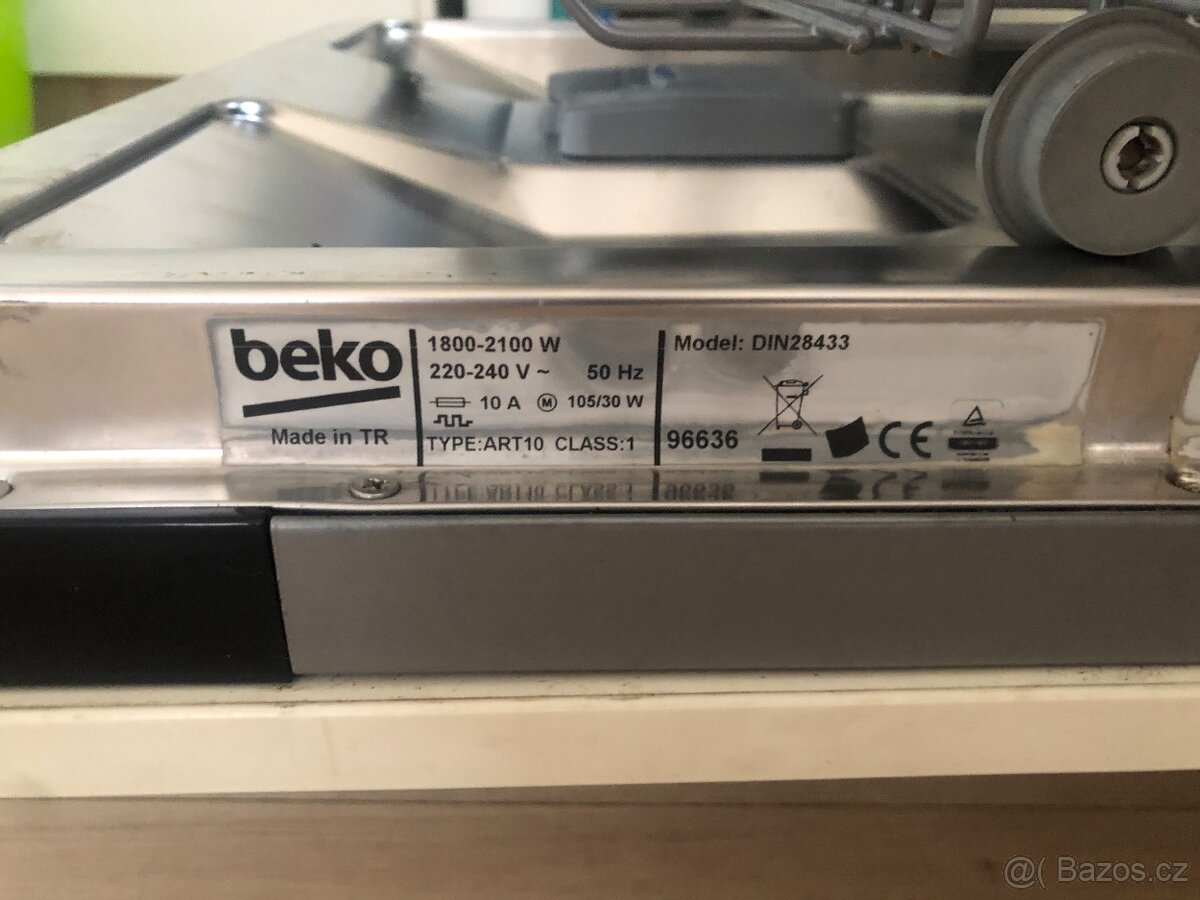 beko
Made in TR
1800-2100 W
220-240 V ~ 50 Hz
10 A M 105/30 W
TYPE:ART10 CLASS:1
Model: DIN28433
96636
CE
@( Bazos.cz